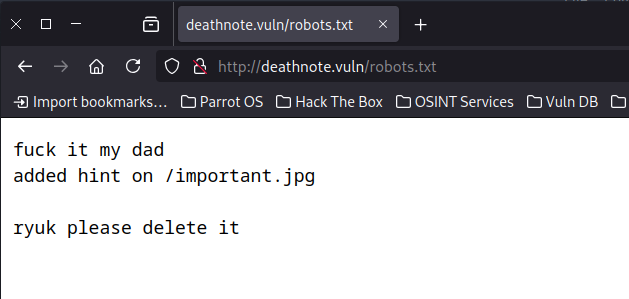 deathnote.vuln/robots.txt
http://deathnote.vuln/robots.txt
Import bookmarks... Parrot OS Hack The Box OSINT Services Vuln DB
fuck it my dad
added hint on /important.jpg
ryuk please delete it